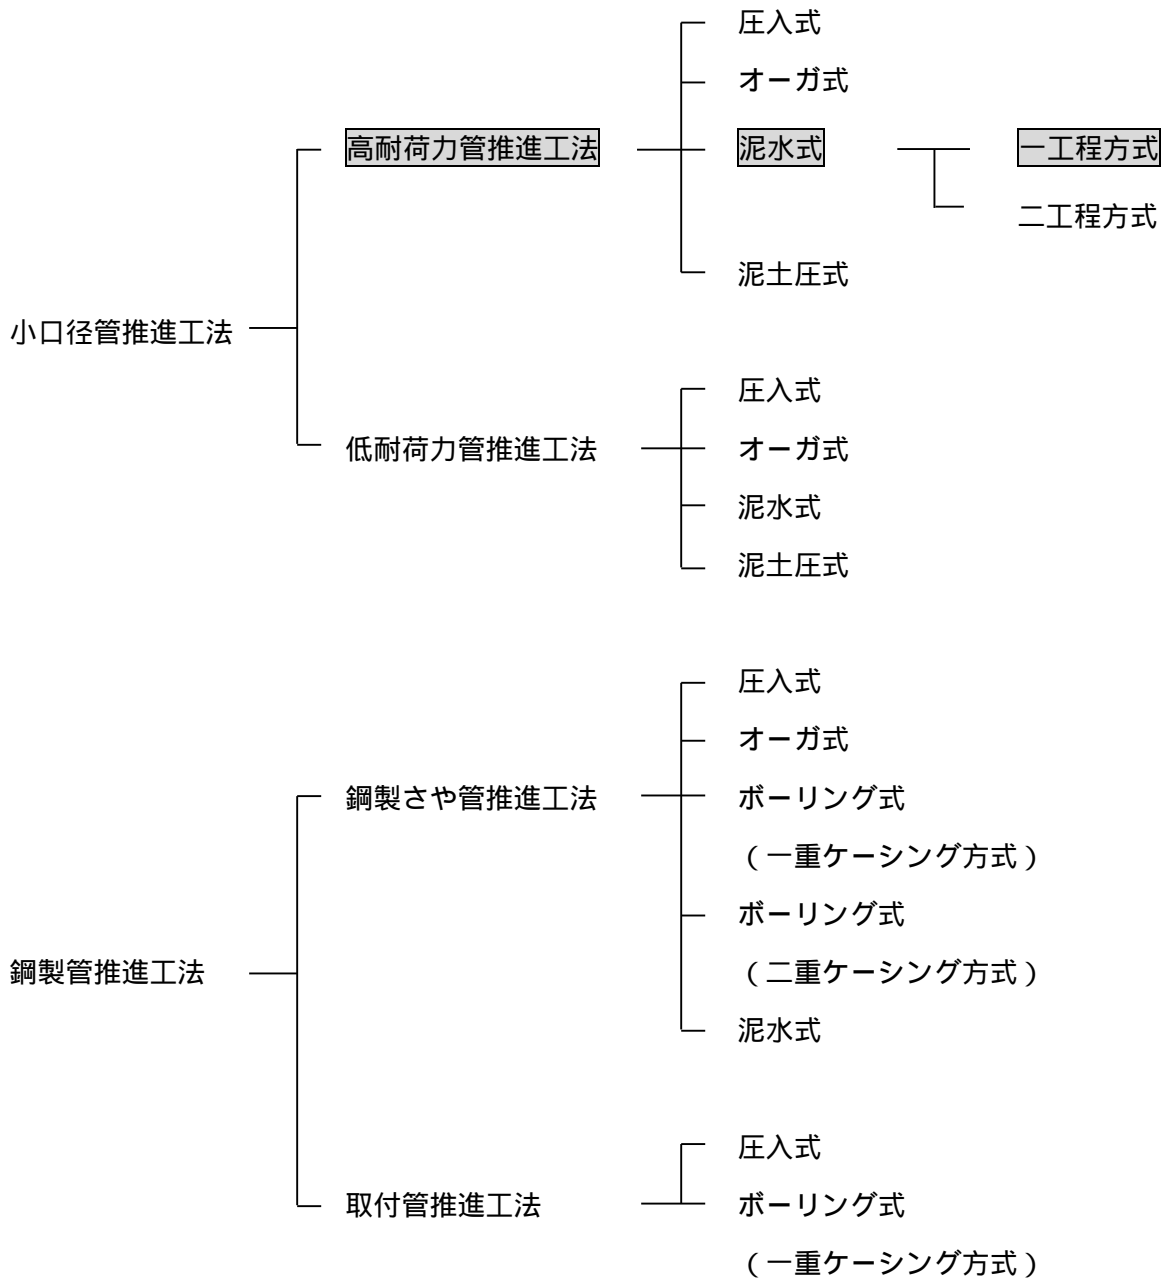 圧入式
オーガ式
高耐荷力管推進工法 泥水式 一工程方式
二工程方式
泥土圧式
小口径管推進工法
圧入式
低耐荷力管推進工法 オーガ式
泥水式
泥土圧式
圧入式
オーガ式
鋼製さや管推進工法 ボーリング式
（一重ケーシング方式）
ボーリング式
鋼製管推進工法 （二重ケーシング方式）
泥水式
圧入式
取付管推進工法 ボーリング式
（一重ケーシング方式）